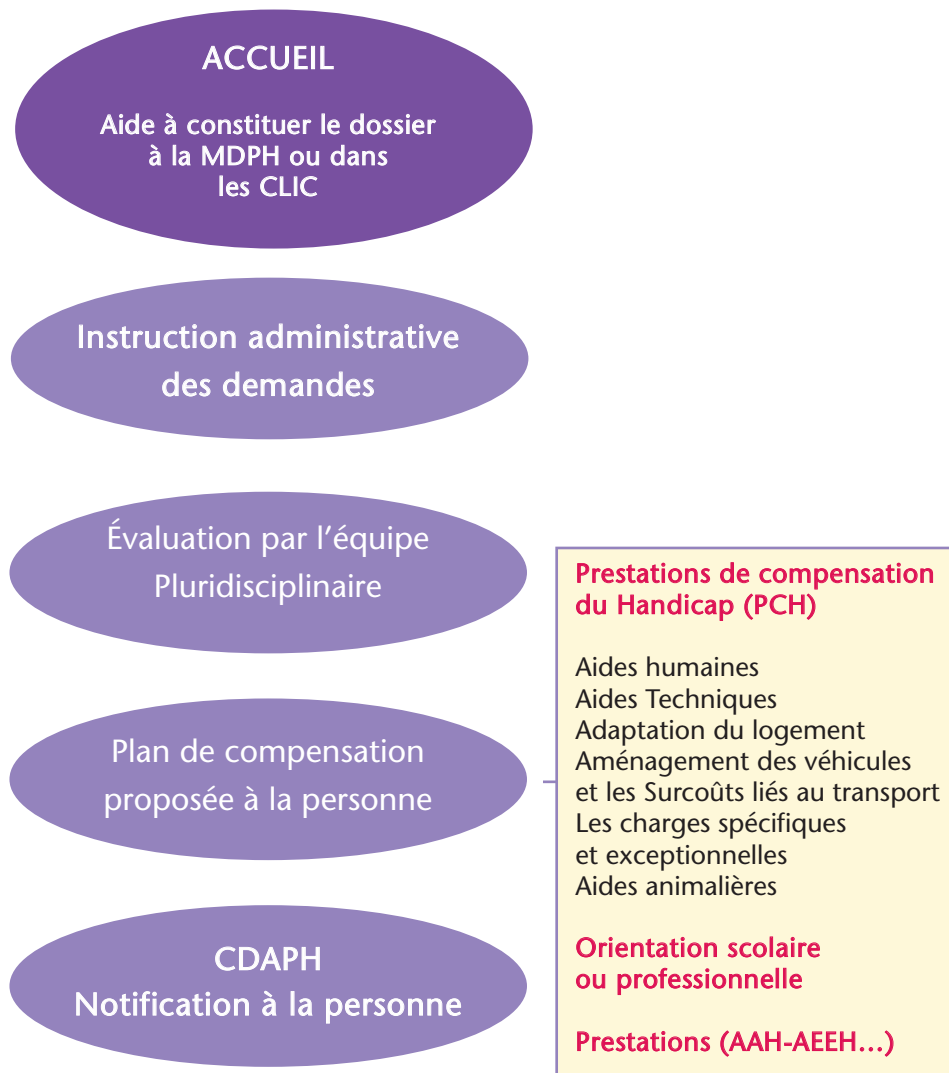 ACCUEIL
Aide à constituer le dossier
à la MDPH ou dans
les CLIC
Instruction administrative
des demandes
Évaluation par l'équipe
Pluridisciplinaire
Plan de compensation
proposée à la personne
CDAPH
Notification à la personne
Prestations de compensation
du Handicap (PCH)
Aides humaines
Aides Techniques
Adaptation du logement
Aménagement des véhicules
et les Surcoûts liés au transport
Les charges spécifiques
et exceptionnelles
Aides animalières
Orientation scolaire
ou professionnelle
Prestations (AAH-AEEH...)